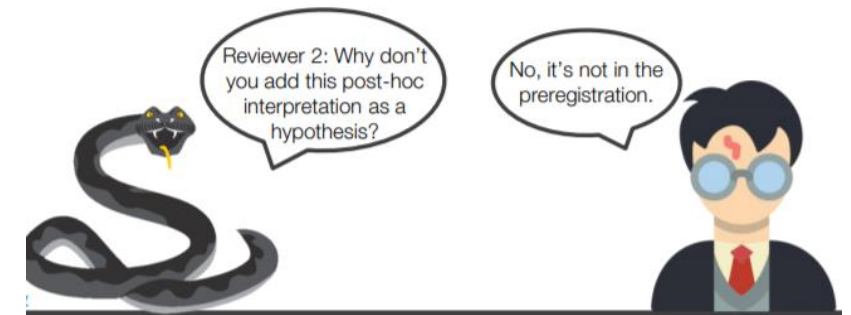 Reviewer 2: Why don't
you add this post-hoc
interpretation as a
hypothesis?
No, it's not in the
preregistration.